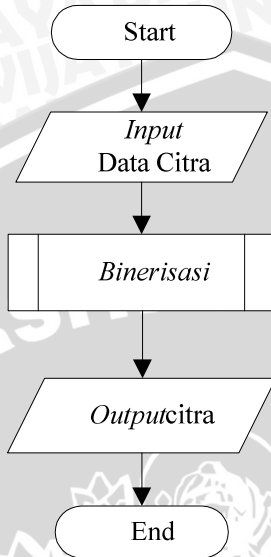 Start
Input
Data Citra
Binerisasi
Outputcitra
End